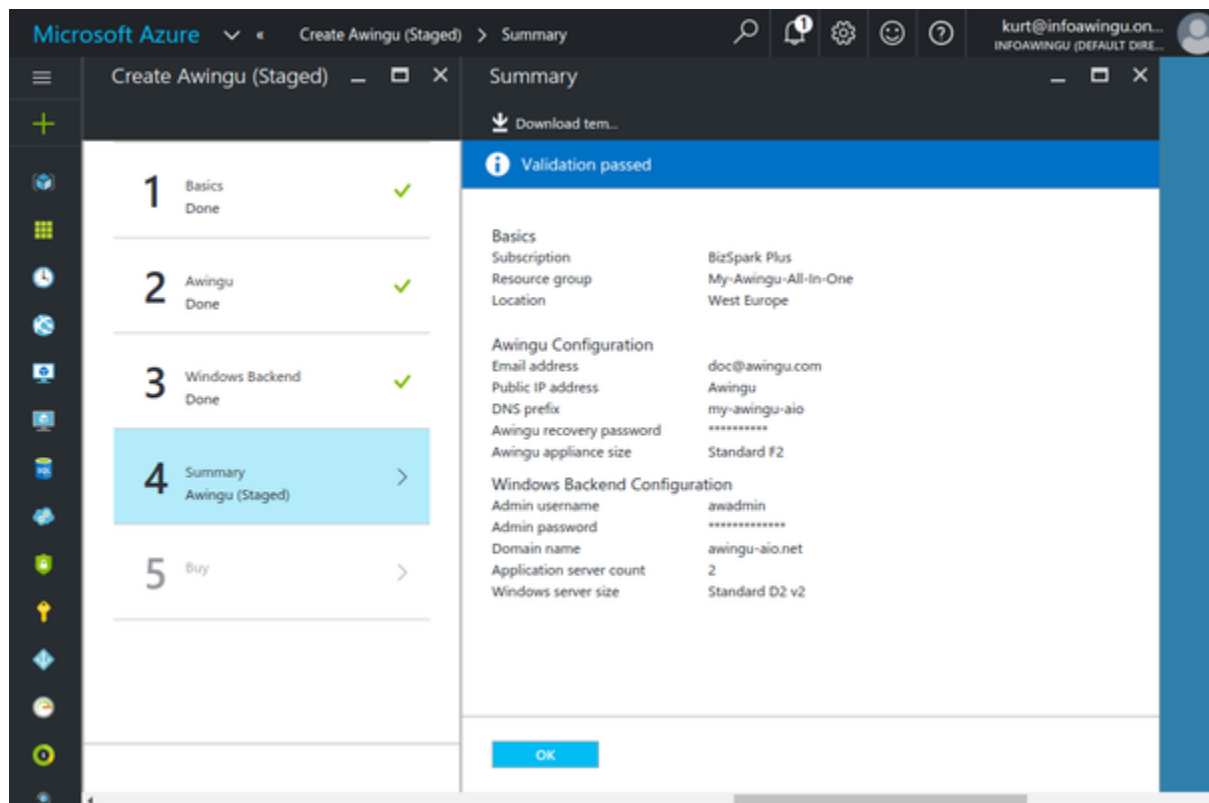 Microsoft Azure Create Awingu (Staged) > Summary 1 kurt@infoawingu.on...
INFOAWINGU (DEFAULT DIRE...
Create Awingu (Staged)
Summary
Download tem...
Validation passed
1 Basics
Done
2 Awingu
Done
3 Windows Backend
Done
4 Summary
Awingu (Staged)
5 Buy
Basics
Subscription BizSpark Plus
Resource group My-Awingu-All-In-One
Location West Europe
Awingu Configuration
Email address doc@awingu.com
Public IP address Awingu
DNS prefix my-awingu-aio
Awingu recovery password **********
Awingu appliance size Standard F2
Windows Backend Configuration
Admin username awadmin
Admin password *************
Domain name awingu-aio.net
Application server count 2
Windows server size Standard D2 v2
OK